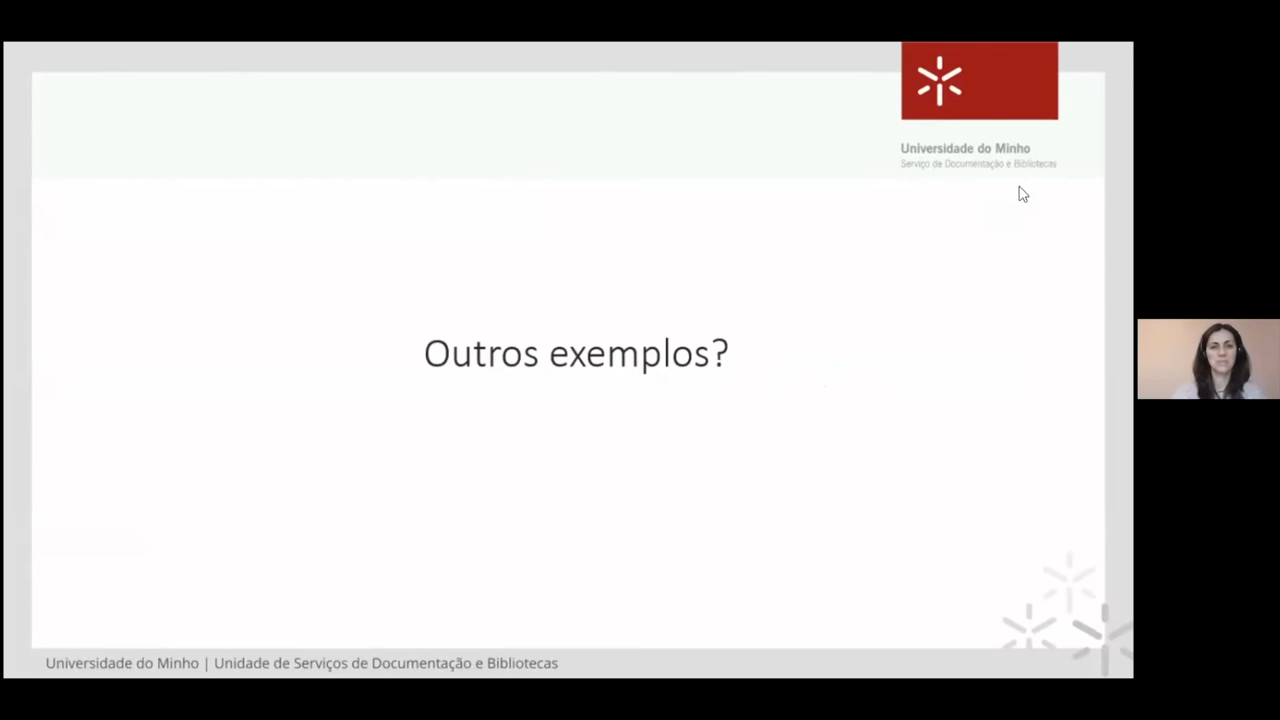 Universidade do Minho
Serviço de Documentação e Bibliotecas
Outros exemplos?
Universidade do Minho | Unidade de Serviços de Documentação e Bibliotecas